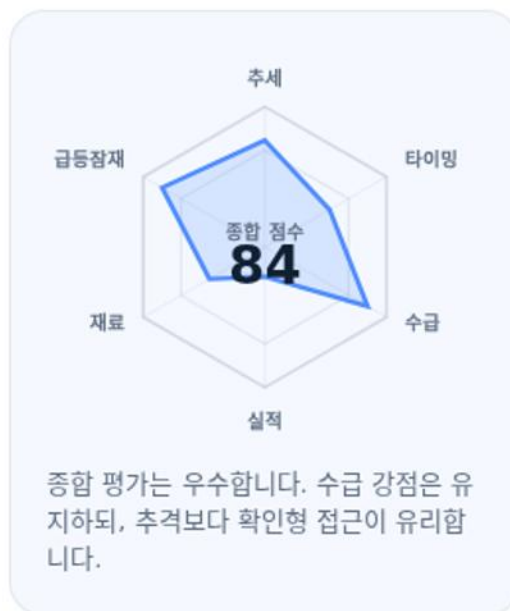 추세
급등잠재
타이밍
종합 점수
84
재료
수급
실적
종합 평가는 우수합니다. 수급 강점은 유
지하되, 추격보다 확인형 접근이 유리합
니다.